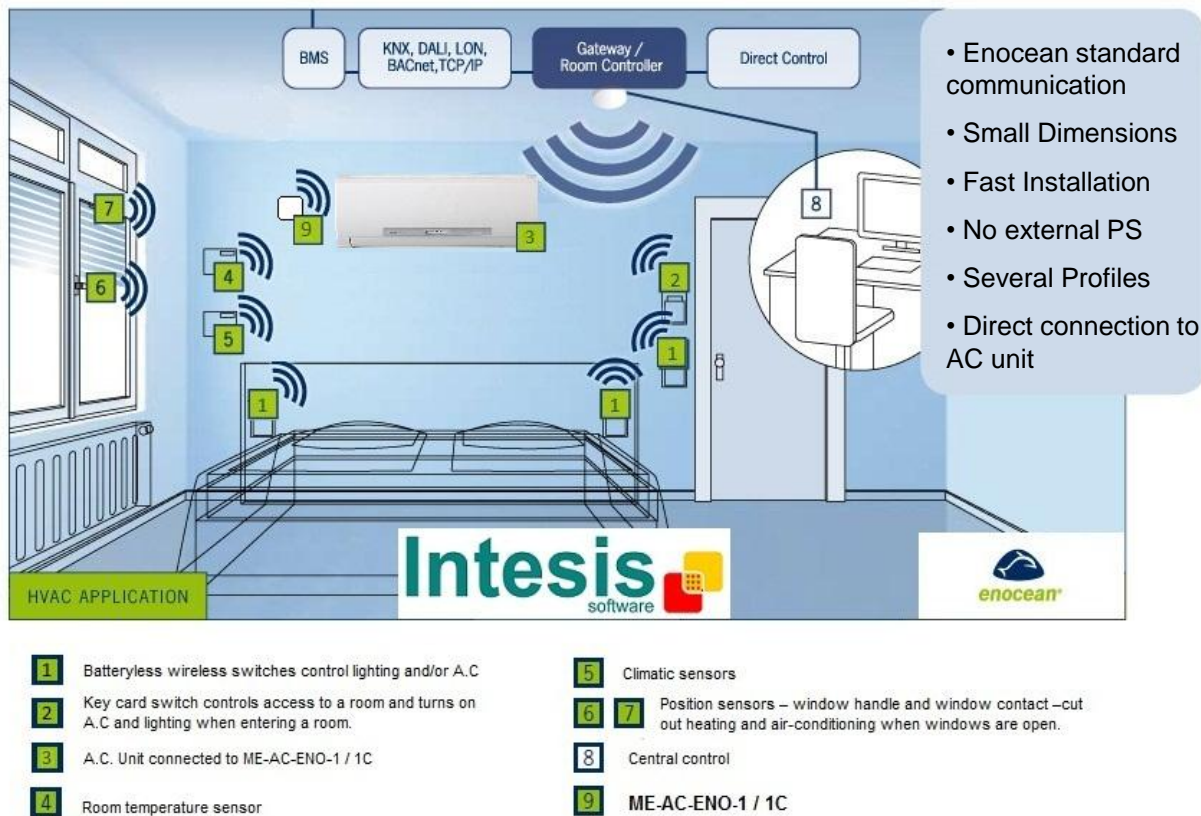 BMS
KNX, DALI, LON,
BACnet,TCP/IP
Gateway /
Room Controller
Direct Control
• Enocean standard
communication
• Small Dimensions
• Fast Installation
• No external PS
• Several Profiles
• Direct connection to
AC unit
7
9
3
8
4
2
6
5
1
1
1
HVAC APPLICATION
Intesis
software
enocean
1 Batteryless wireless switches control lighting and/or A.C
2 Key card switch controls access to a room and turns on
A.C and lighting when entering a room.
3 A.C. Unit connected to ME-AC-ENO-1 / 1C
4 Room temperature sensor
5 Climatic sensors
6 7 Position sensors – window handle and window contact –cut
out heating and air-conditioning when windows are open.
8 Central control
9 ME-AC-ENO-1 / 1C